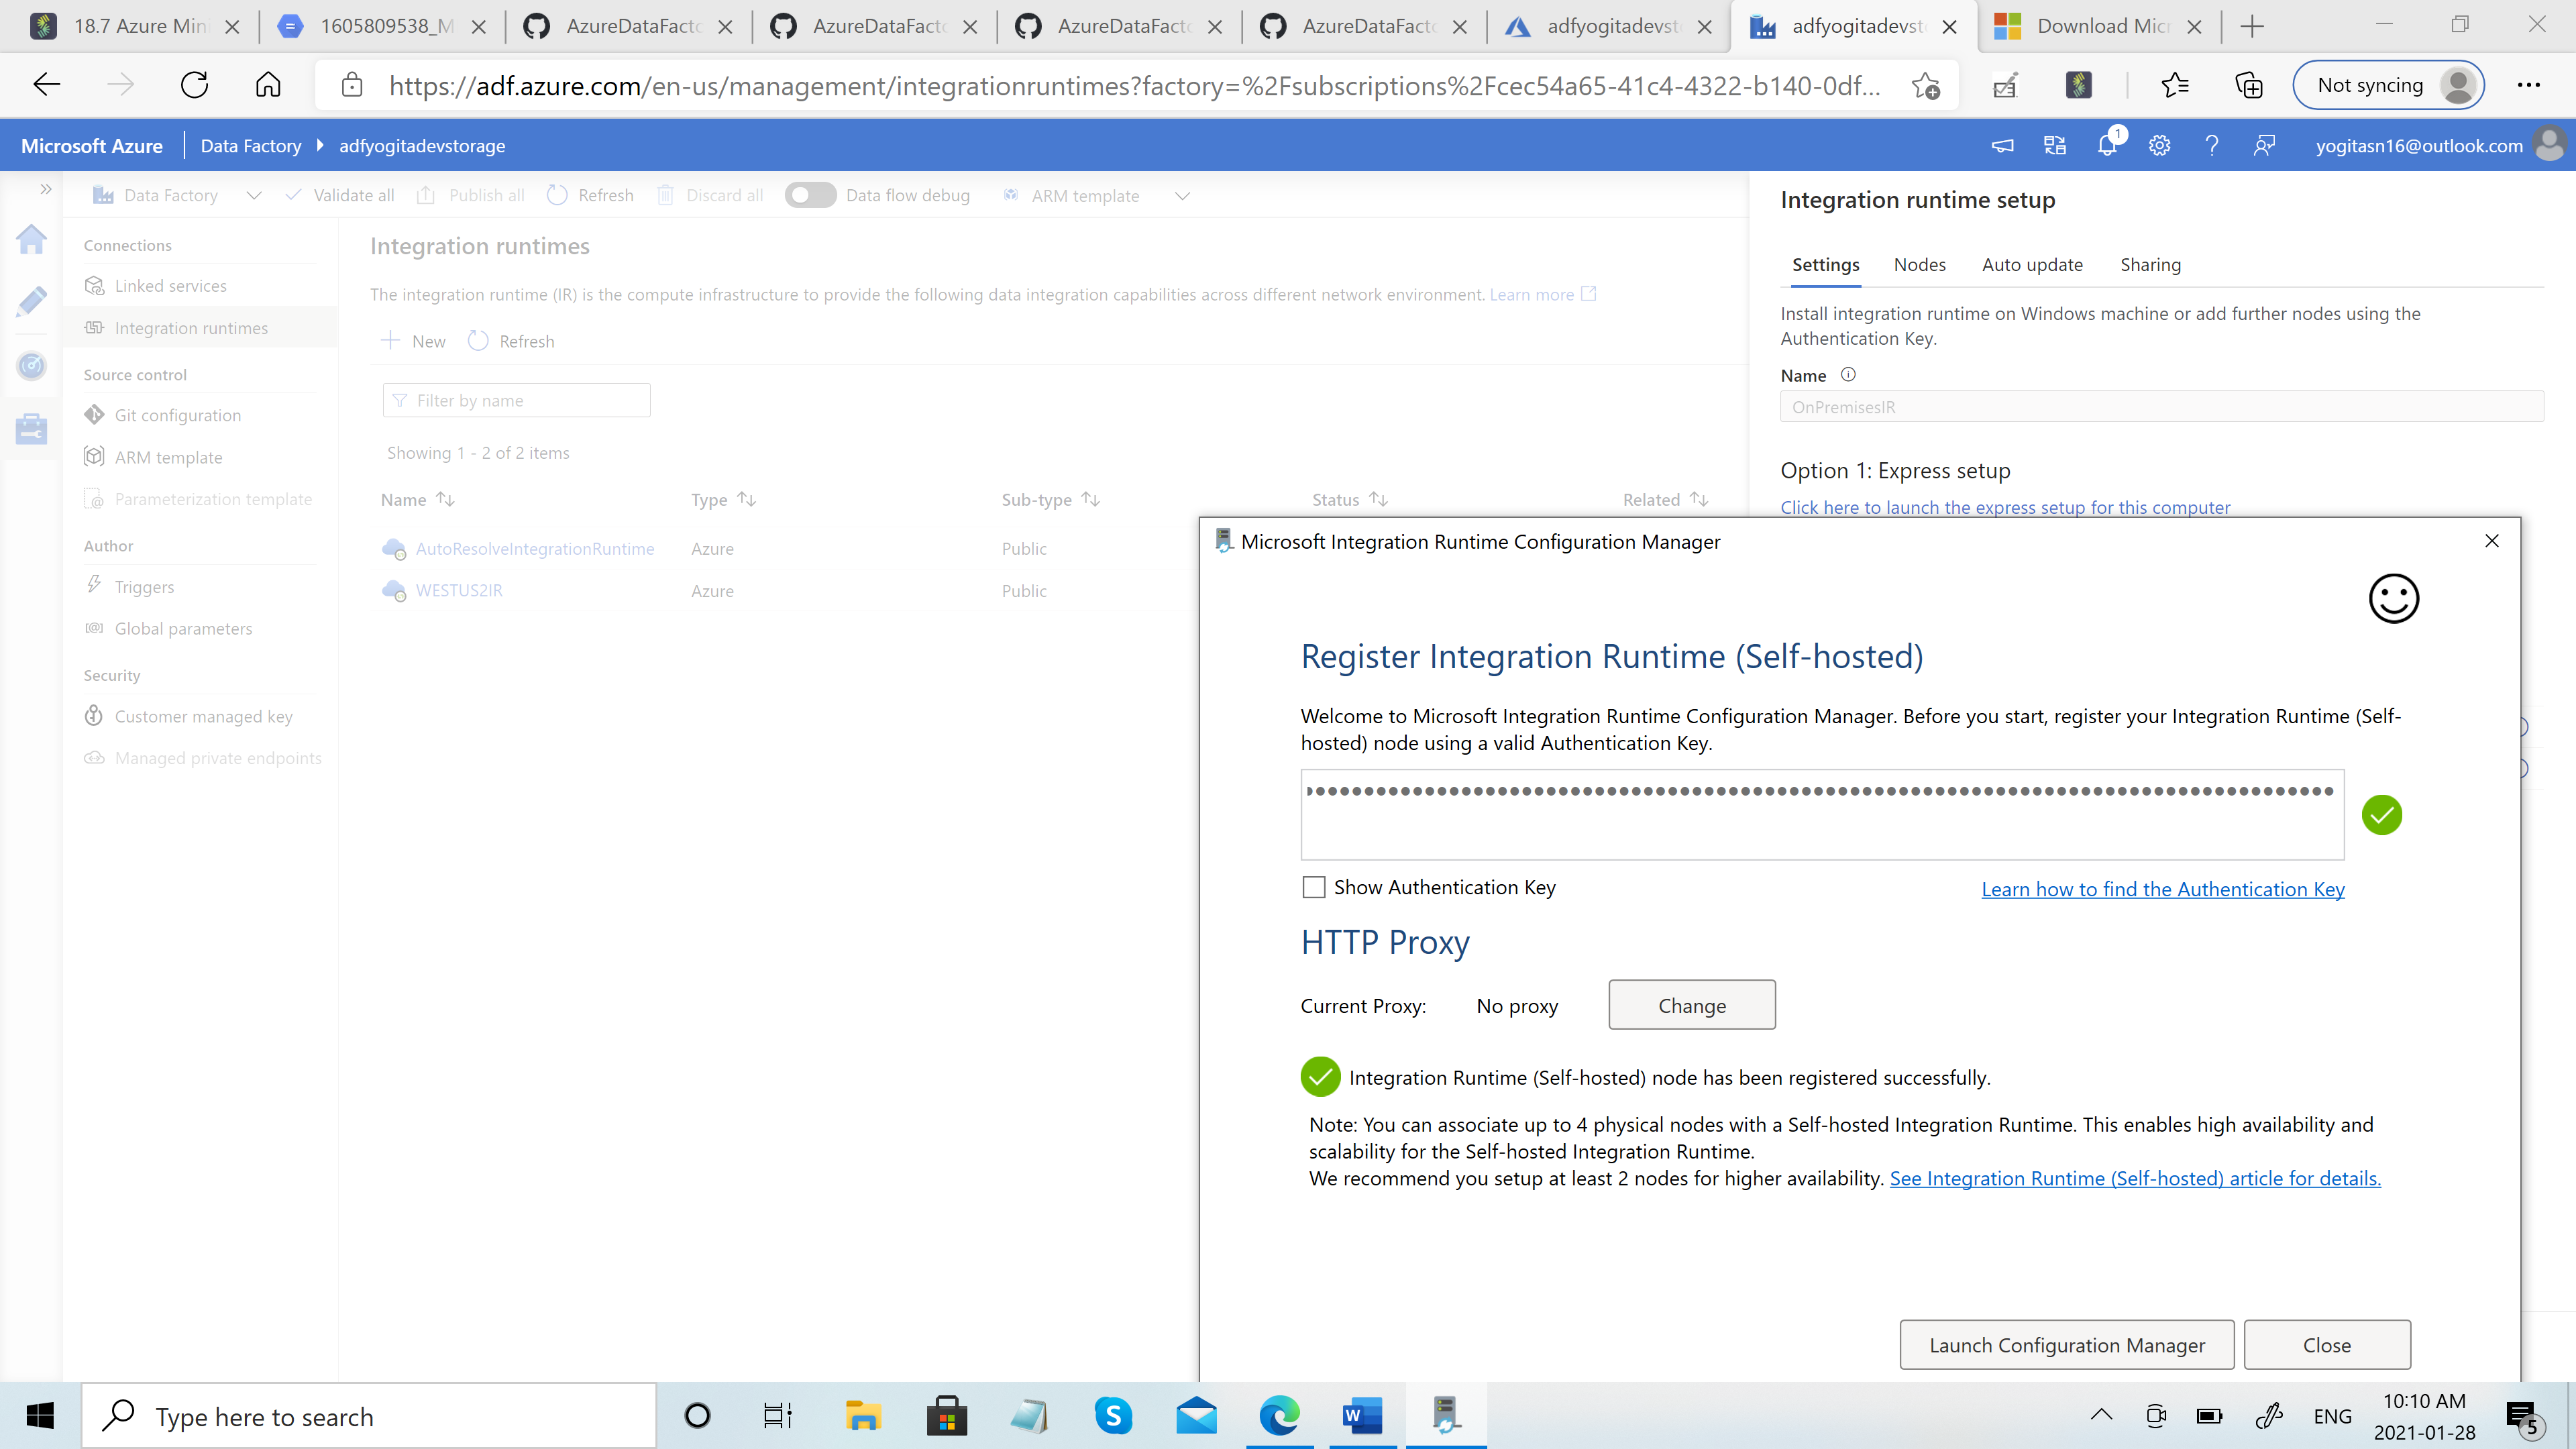 18.7 Azure Min
1605809538_M
AzureDataFact
AzureDataFact
AzureDataFact
AzureDataFact
adfyogitadevst
adfyogitadevst
Download Micr
https://adf.azure.com/en-us/management/integrationruntimes?factory=%2Fsubscriptions%2Fcec54a65-41c4-4322-b140-0df...
Not syncing
Microsoft Azure
Data Factory
adfyogitadevstorage
1
yogitasn16@outlook.com
Data Factory
Validate all
Publish all
Refresh
Discard all
Data flow debug
ARM template
Connections
Linked services
Integration runtimes
Source control
Git configuration
ARM template
Parameterization template
Author
Triggers
Global parameters
Security
Customer managed key
Managed private endpoints
Integration runtimes
The integration runtime (IR) is the compute infrastructure to provide the following data integration capabilities across different network environment. Learn more
New
Refresh
Filter by name
Showing 1 - 2 of 2 items
Name Type Sub-type Status Related
AutoResolveIntegrationRuntime Azure Public
WESTUS2IR Azure Public
Integration runtime setup
Settings Nodes Auto update Sharing
Install integration runtime on Windows machine or add further nodes using the
Authentication Key.
Name
OnPremisesIR
Option 1: Express setup
Click here to launch the express setup for this computer
Microsoft Integration Runtime Configuration Manager
Register Integration Runtime (Self-hosted)
Welcome to Microsoft Integration Runtime Configuration Manager. Before you start, register your Integration Runtime (Self-
hosted) node using a valid Authentication Key.
Show Authentication Key
Learn how to find the Authentication Key
HTTP Proxy
Current Proxy: No proxy Change
Integration Runtime (Self-hosted) node has been registered successfully.
Note: You can associate up to 4 physical nodes with a Self-hosted Integration Runtime. This enables high availability and
scalability for the Self-hosted Integration Runtime.
We recommend you setup at least 2 nodes for higher availability. See Integration Runtime (Self-hosted) article for details.
Launch Configuration Manager
Close
Type here to search
ENG
10:10 AM
2021-01-28
5